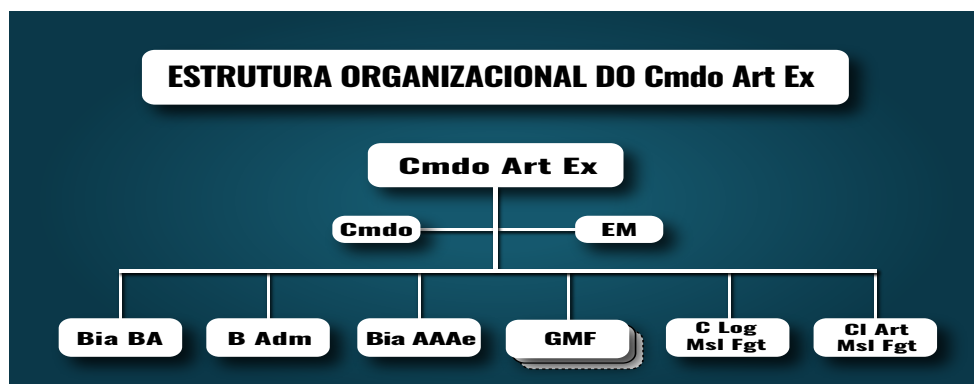 ESTRUTURA ORGANIZACIONAL DO Cmdo Art Ex
Cmdo Art Ex
Cmdo
EM
Bia BA
B Adm
Bia AAAe
GMF
C Log
Msl Fgt
CI Art
Msl Fgt